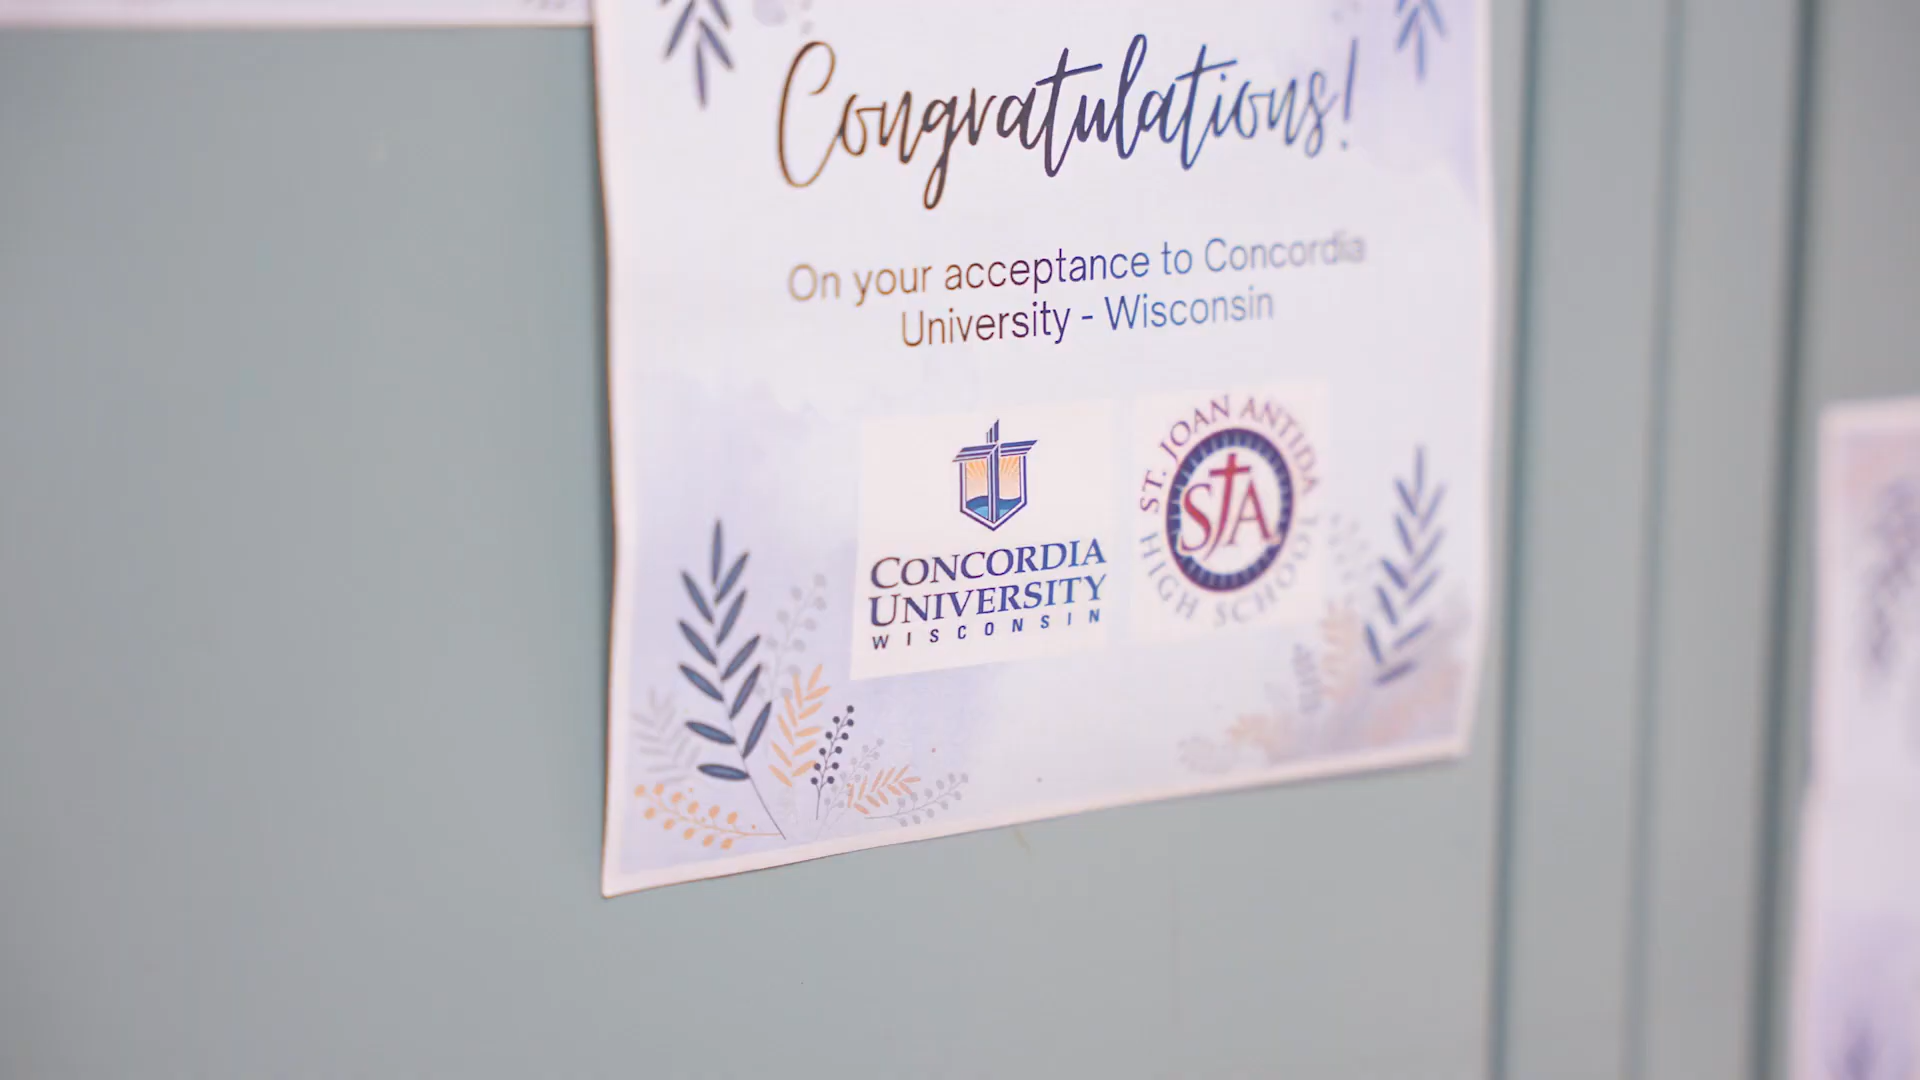 Congratulations!
On your acceptance to Concordia
University - Wisconsin
CONCORDIA
UNIVERSITY
WISCONSIN
ST. JOAN ANTIDA
HIGH SCHOOL
SJA